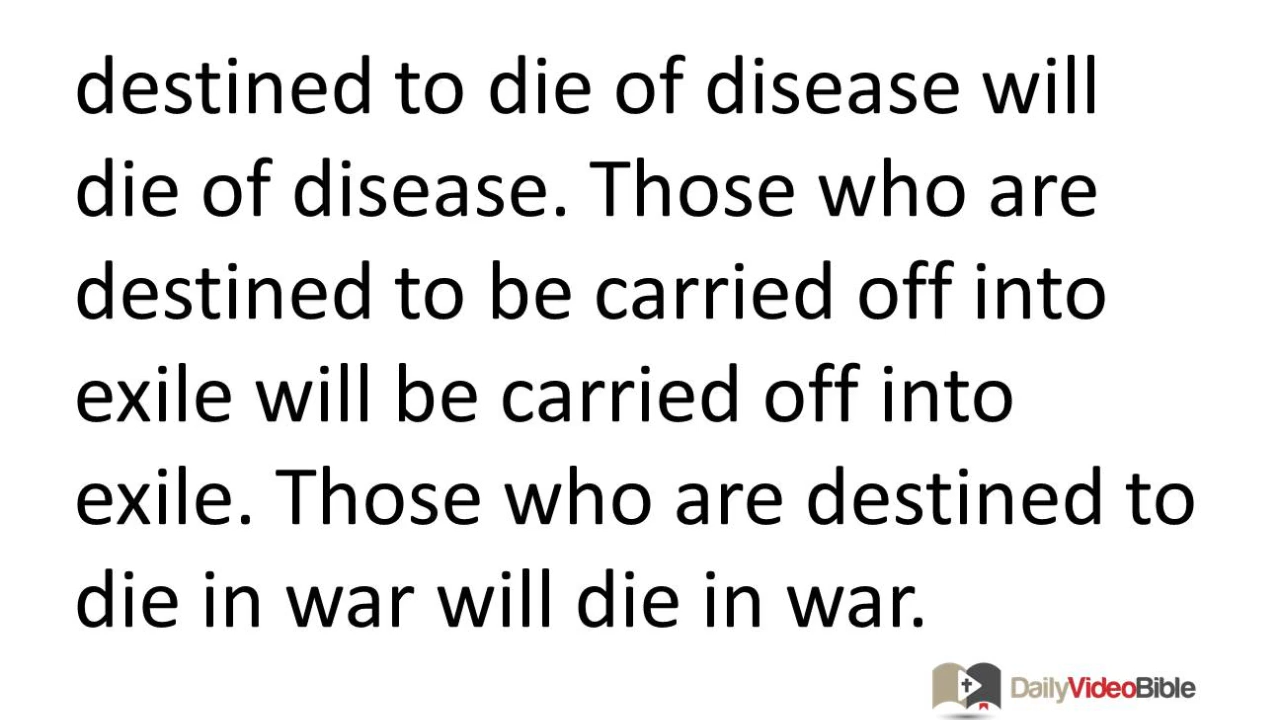 destined to die of disease will
die of disease. Those who are
destined to be carried off into
exile will be carried off into
exile. Those who are destined to
die in war will die in war.
DailyVideoBible